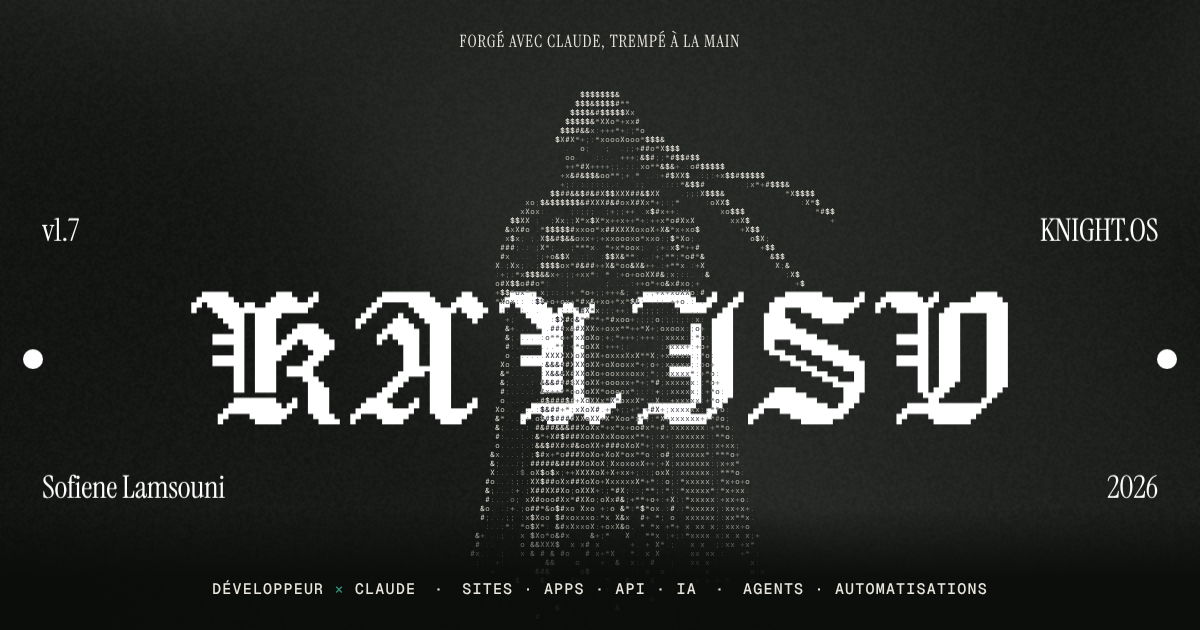 FORGÉ AVEC CLAUDE, TREMPÉ À LA MAIN
v1.7
KNIGHT.OS
KAISD
Sofiene Lamsouni
2026
DÉVELOPPEUR × CLAUDE · SITES · APPS · API · IA · AGENTS · AUTOMATISATIONS